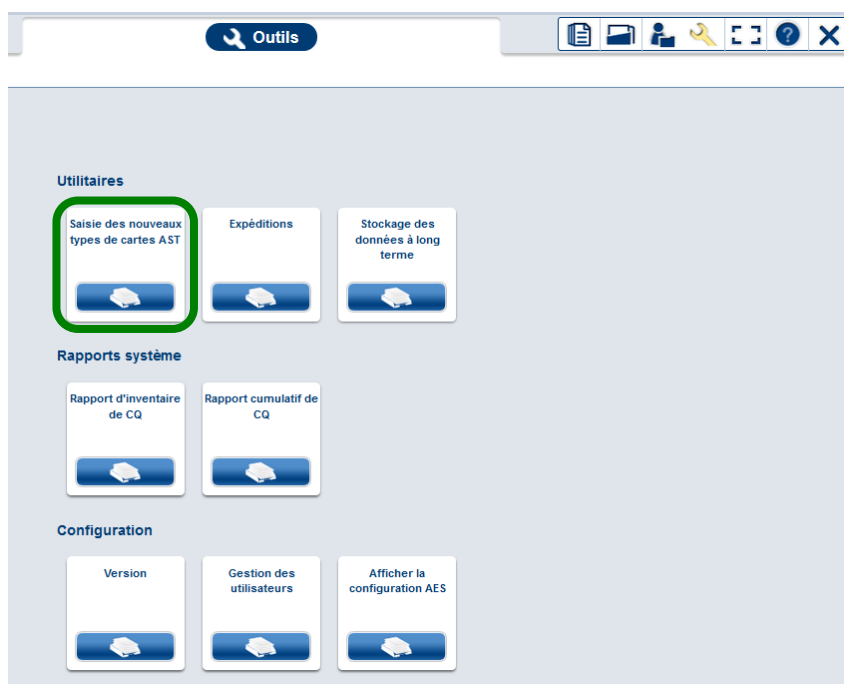 Outils
?
Utilitaires
Saisie des nouveaux
types de cartes AST
Expéditions
Stockage des
données à long
terme
Rapports système
Rapport d'inventaire
de CQ
Rapport cumulatif de
CQ
Configuration
Version
Gestion des
utilisateurs
Afficher la
configuration AES